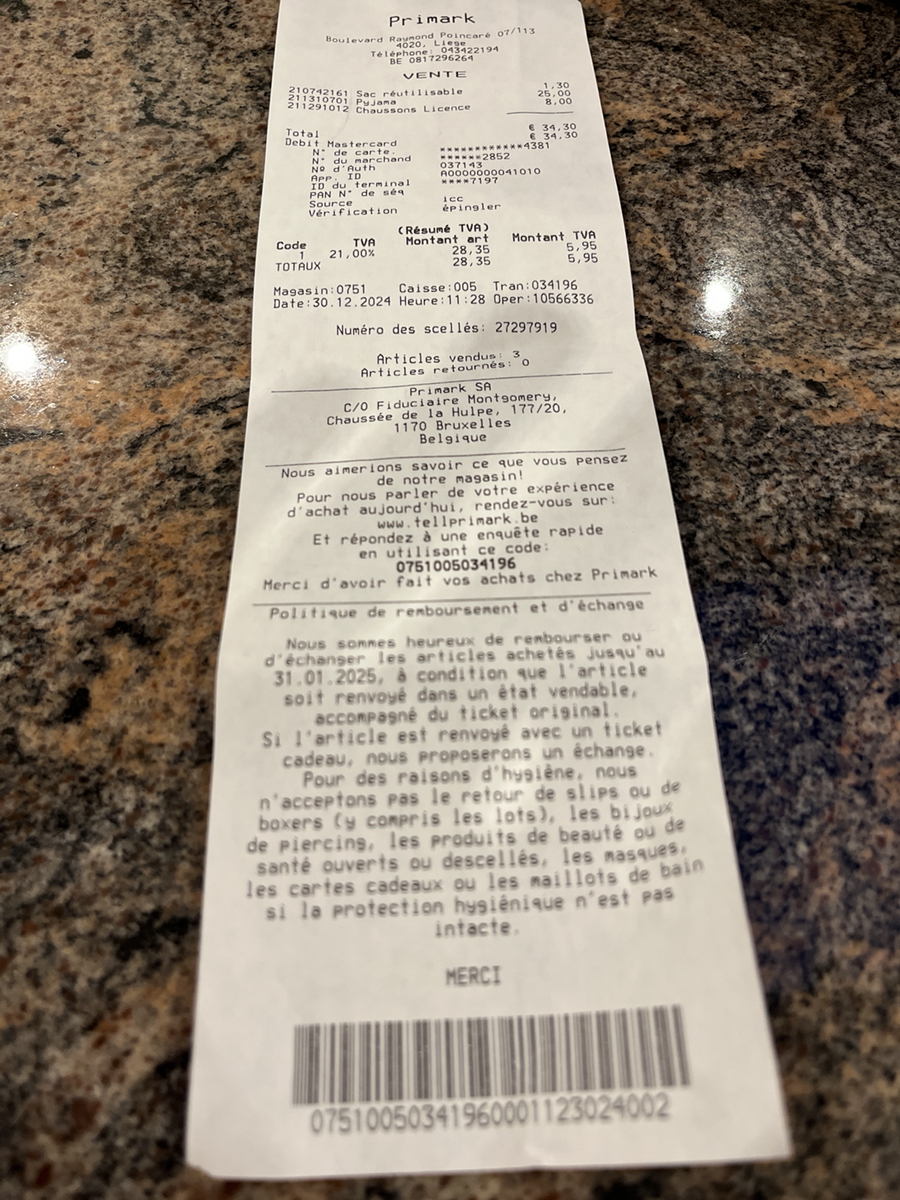 Primark
Boulevard Raymond Poincaré 07/113
4020, Liege
Téléphone: 043422194
BE 0817296264
VENTE
210742161 Sac réutilisable 1,30
211310701 Pyjama 25,00
211291012 Chaussons Licence 8,00
Total € 34,30
Debit Mastercard € 34,30
N° de carte. ************4381
N° du marchand ******2852
Nº d'Auth 037143
App. ID A0000000041010
ID du terminal ****7197
PAN N° de séq
Source icc
Vérification épingler
(Résumé TVA)
Code TVA Montant art Montant TVA
1 21,00% 28,35 5,95
TOTAUX 28,35 5,95
Magasin:0751 Caisse:005 Tran:034196
Date:30.12.2024 Heure:11:28 Oper:10566336
Numéro des scellés: 27297919
Articles vendus: 3
Articles retournés: 0
Primark SA
C/O Fiduciaire Montgomery,
Chaussée de la Hulpe, 177/20,
1170 Bruxelles
Belgique
Nous aimerions savoir ce que vous pensez
de notre magasin!
Pour nous parler de votre expérience
d'achat aujourd'hui, rendez-vous sur:
www.tellprimark.be
Et répondez à une enquête rapide
en utilisant ce code:
0751005034196
Merci d'avoir fait vos achats chez Primark
Politique de remboursement et d'échange
Nous sommes heureux de rembourser ou
d'échanger les articles achetés jusqu'au
31.01.2025, à condition que l'article
soit renvoyé dans un état vendable,
accompagné du ticket original.
Si l'article est renvoyé avec un ticket
cadeau, nous proposerons un échange.
Pour des raisons d'hygiène, nous
n'acceptons pas le retour de slips ou de
boxers (y compris les lots), les bijoux
de piercing, les produits de beauté ou de
santé ouverts ou descellés, les masques,
les cartes cadeaux ou les maillots de bain
si la protection hygiénique n'est pas
intacte.
MERCI
07510050341960001123024002